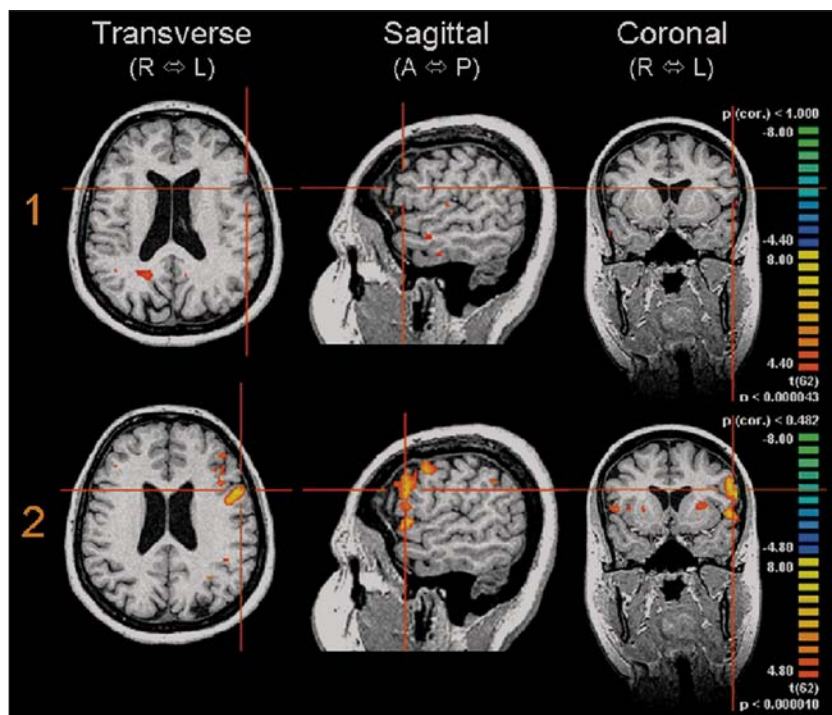 Transverse
(R ⇔ L)
Sagittal
(A ⇔ P)
Coronal
(R ⇔ L)
1
p (cor.) < 1.000
-8.00
-4.40
8.00
4.40
t(62)
p < 0.000043
2
p (cor.) < 0.482
-8.00
-4.80
8.00
4.80
t(62)
p < 0.000010